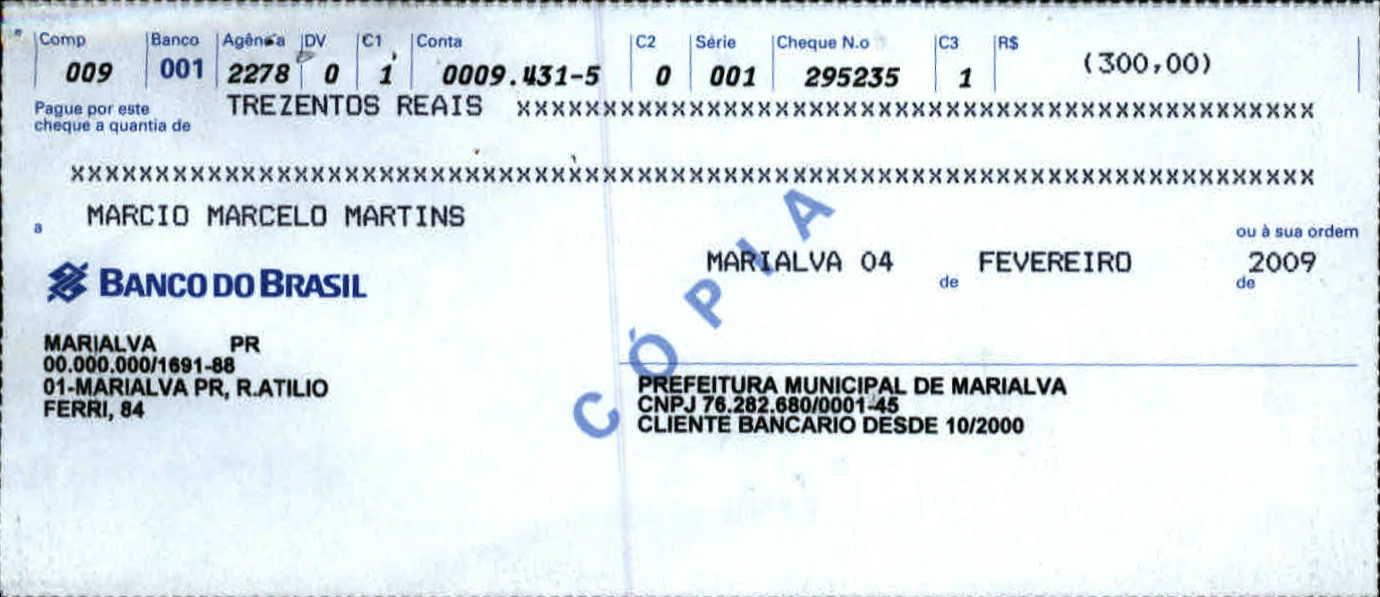 Comp Banco Agência DV C1 Conta C2 Série Cheque N.o C3 R$
009 001 2278 0 1 0009.431-5 0 001 295235 1 (300,00)
Pague por este cheque a quantia de TREZENTOS REAIS XXXXXXXXXXXXXXXXXXXXXXXXXXXXXXXXXXXXXXXXXXXXXXX
XXXXXXXXXXXXXXXXXXXXXXXXXXXXXXXXXXXXXXXXXXXXXXXXXXXXXXXXXXXXXXXXXXXXXXXXX
a MARCIO MARCELO MARTINS
ou à sua ordem
MARIALVA 04 de FEVEREIRO de 2009
BANCO DO BRASIL
MARIALVA PR
00.000.000/1691-88
01-MARIALVA PR, R.ATILIO
FERRI, 84
CÓPIA
PREFEITURA MUNICIPAL DE MARIALVA
CNPJ 76.282.680/0001-45
CLIENTE BANCARIO DESDE 10/2000